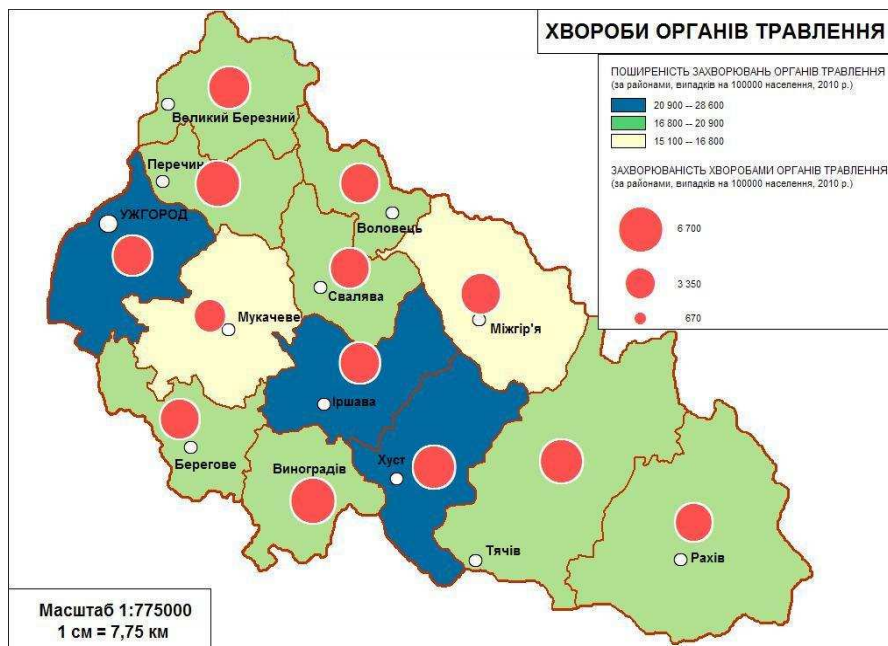 ХВОРОБИ ОРГАНІВ ТРАВЛЕННЯ
ПОШИРЕНІСТЬ ЗАХВОРЮВАНЬ ОРГАНІВ ТРАВЛЕННЯ
(за районами, випадків на 100000 населення, 2010 р.)
20 900 -- 28 600
16 800 -- 20 900
15 100 -- 16 800
ЗАХВОРЮВАНІСТЬ ХВОРОБАМИ ОРГАНІВ ТРАВЛЕННЯ
(за районами, випадків на 100000 населення, 2010 р.)
6 700
3 350
670
Великий Березний
Перечин
УЖГОРОД
Воловець
Свалява
Мукачеве
Міжгір'я
Іршава
Берегове
Виноградів
Хуст
Тячів
Рахів
Масштаб 1:775000
1 см = 7,75 км